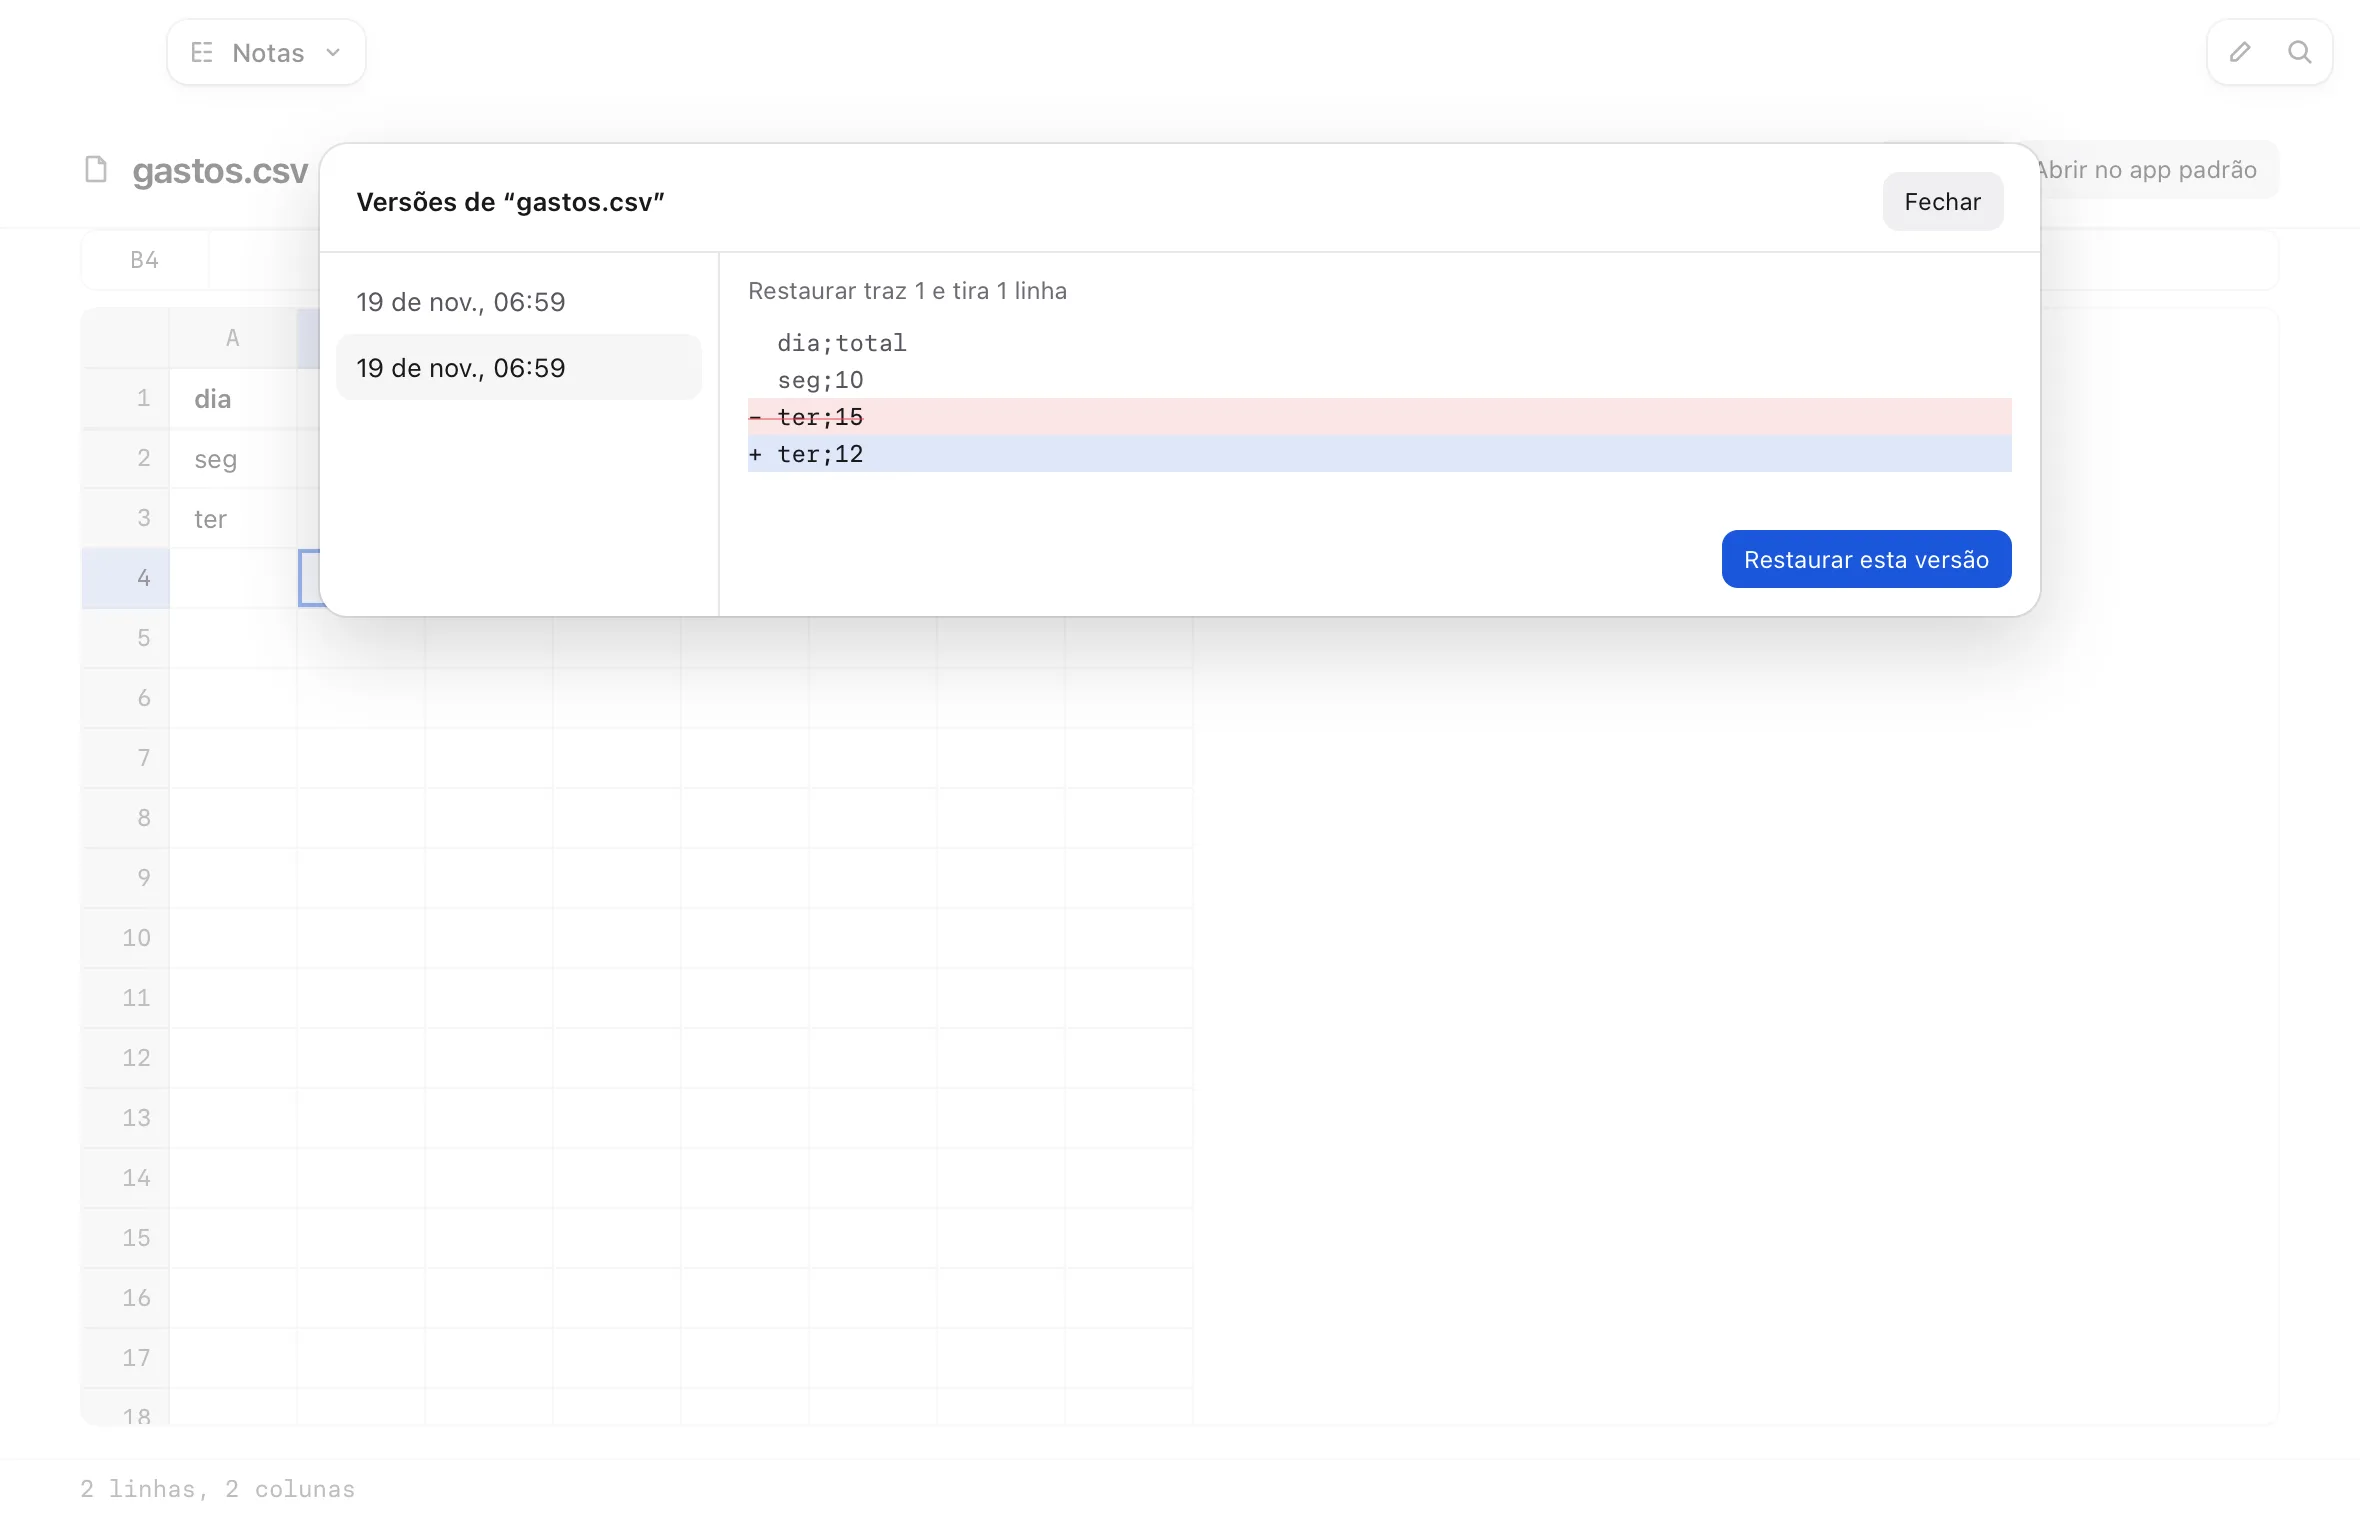 Notas
gastos.csv
Abrir no app padrão
Versões de “gastos.csv”
Fechar
19 de nov., 06:59
19 de nov., 06:59
Restaurar traz 1 e tira 1 linha
dia;total
seg;10
- ter;15
+ ter;12
Restaurar esta versão
B4
A
1 dia
2 seg
3 ter
4
5
6
7
8
9
10
11
12
13
14
15
16
17
18
2 linhas, 2 colunas